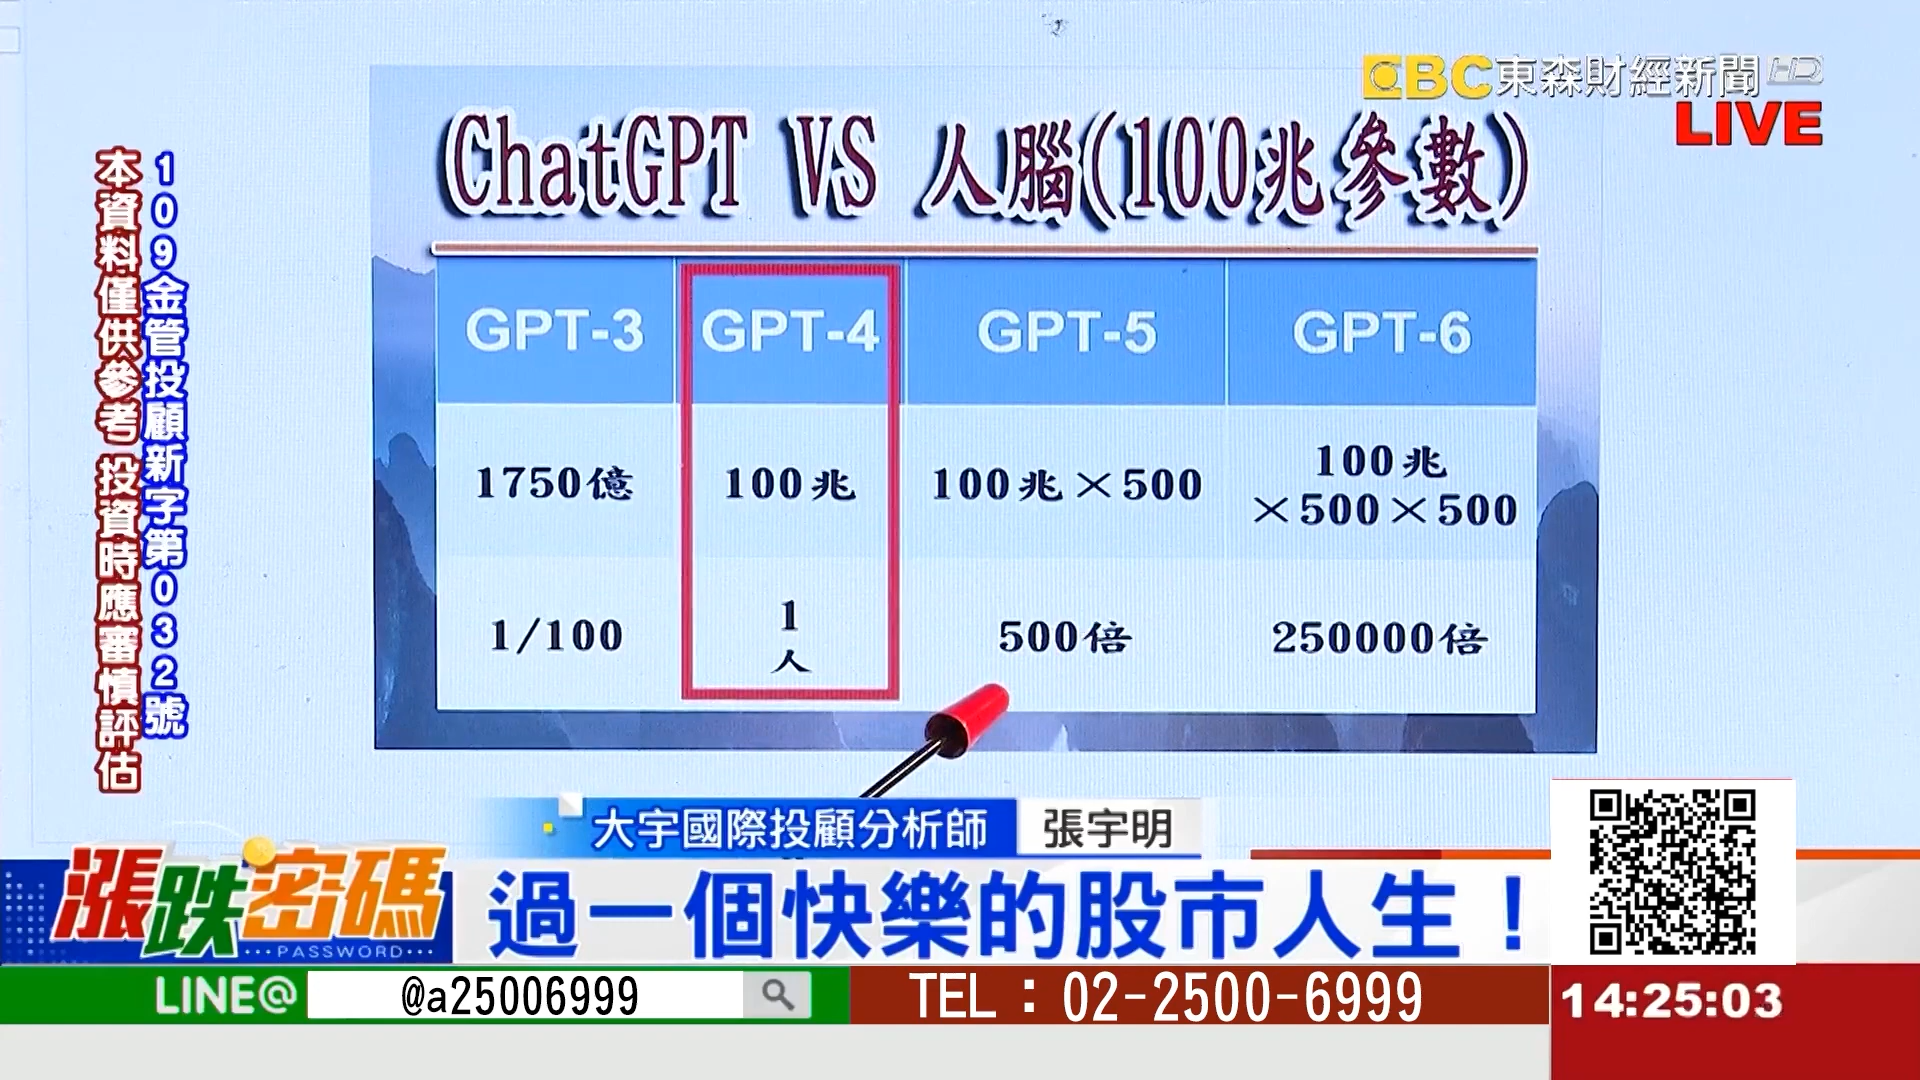 EBC東森財經新聞HD
LIVE
109金管投顧新字第032號
本資料僅供參考 投資時應審慎評估
ChatGPT VS 人腦(100兆參數)
GPT-3 GPT-4 GPT-5 GPT-6
1750億 100兆 100兆×500 100兆
×500×500
1/100 1
人 500倍 250000倍
大宇國際投顧分析師 張宇明
漲跌密碼
PASSWORD
過一個快樂的股市人生！
LINE@ @a25006999 TEL：02-2500-6999 14:25:03